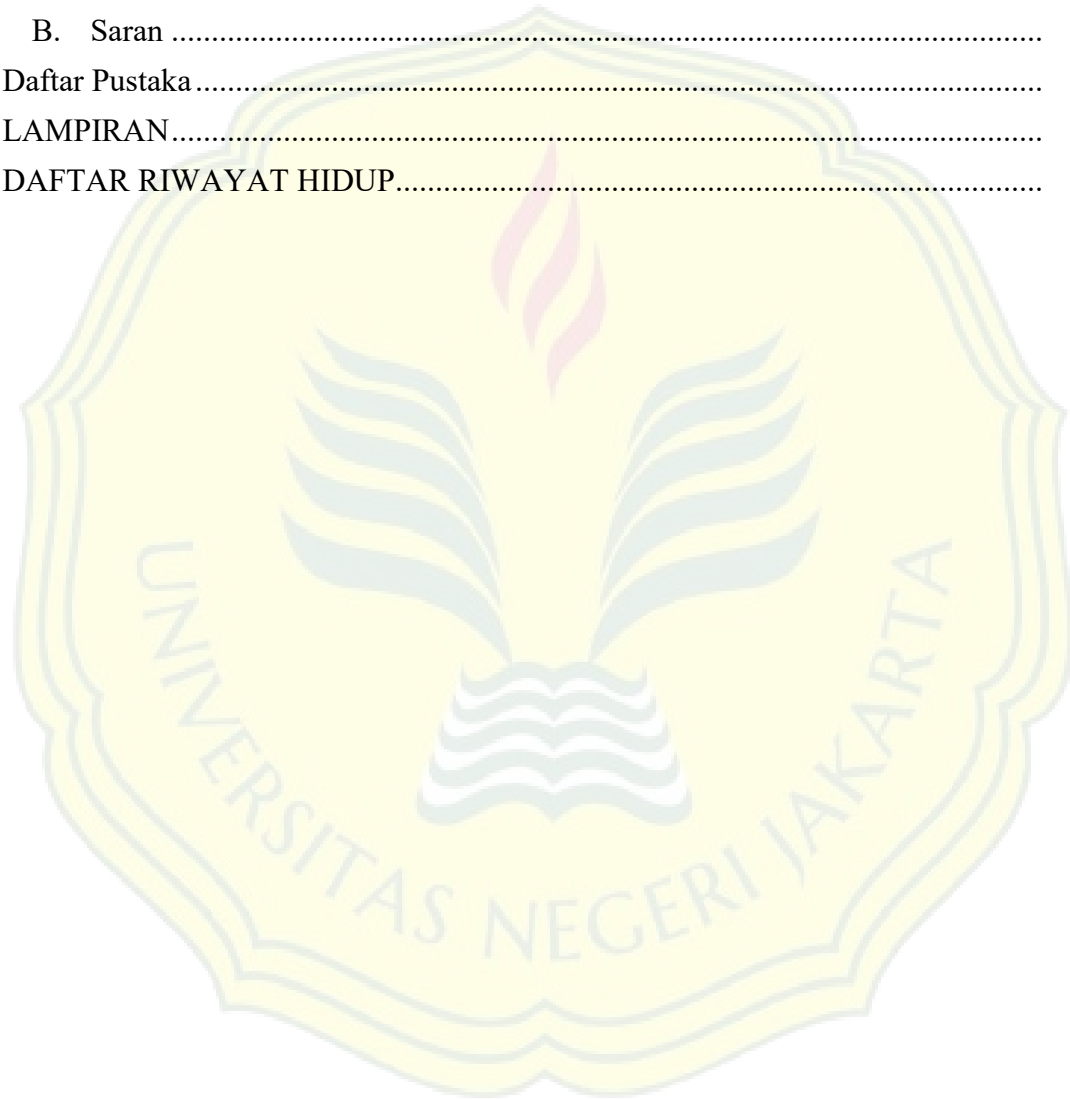 B. Saran ..............................................................................................................
Daftar Pustaka..........................................................................................................
LAMPIRAN.............................................................................................................
DAFTAR RIWAYAT HIDUP.................................................................................
UNIVERSITAS NEGERI JAKARTA